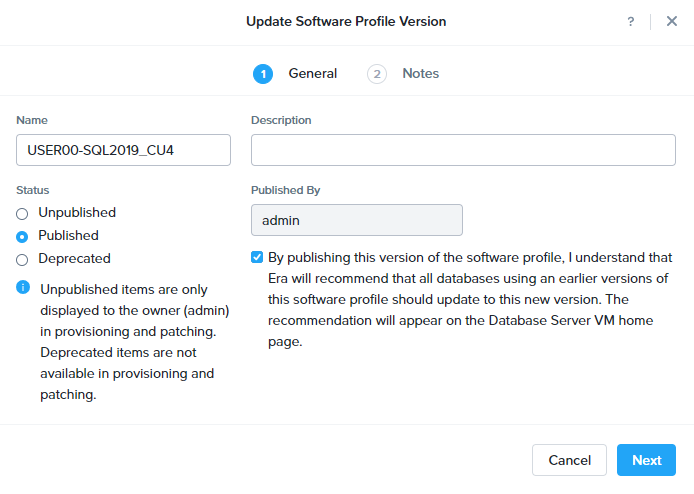 Update Software Profile Version
?
1 General 2 Notes
Name
USER00-SQL2019_CU4
Description
Status
Unpublished
Published
Deprecated
Unpublished items are only
displayed to the owner (admin)
in provisioning and patching.
Deprecated items are not
available in provisioning and
patching.
Published By
admin
By publishing this version of the software profile, I understand that
Era will recommend that all databases using an earlier versions of
this software profile should update to this new version. The
recommendation will appear on the Database Server VM home
page.
Cancel
Next